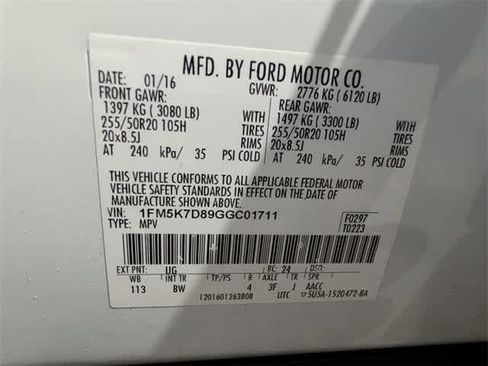 MFD. BY FORD MOTOR CO.
DATE: 01/16 GVWR: 2776 KG ( 6120 LB)
FRONT GAWR: REAR GAWR:
1397 KG ( 3080 LB) WITH 1497 KG ( 3300 LB) WITH
255/50R20 105H TIRES 255/50R20 105H TIRES
20x8.5J RIMS 20x8.5J RIMS
AT 240 kPa/ 35 PSI COLD AT 240 kPa/ 35 PSI COLD
THIS VEHICLE CONFORMS TO ALL APPLICABLE FEDERAL MOTOR
VEHICLE SAFETY STANDARDS IN EFFECT ON THE DATE OF
MANUFACTURE SHOWN ABOVE.
VIN: 1FM5K7D89GGC01711 F0297
TYPE: MPV T0223
EXT PNT: UG RC: 24 DSO:
WB INT TR TP/PS R AXLE TR SPR
113 BW 4 3F J AACC
1201601263808 UTC 5U5A-1520472-BA